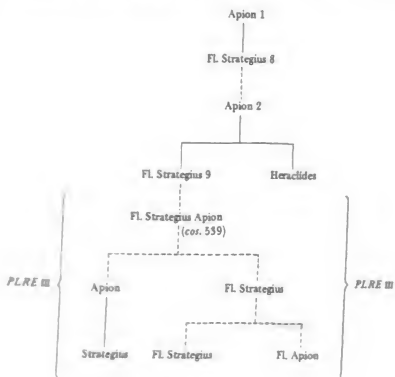 Apion 1
Fl. Strategius 8
Apion 2
Fl. Strategius 9 Heraclides
Fl. Strategius Apion
(cos. 539)
PLRE III Apion Fl. Strategius PLRE III
Strategius Fl. Strategius Fl. Apion